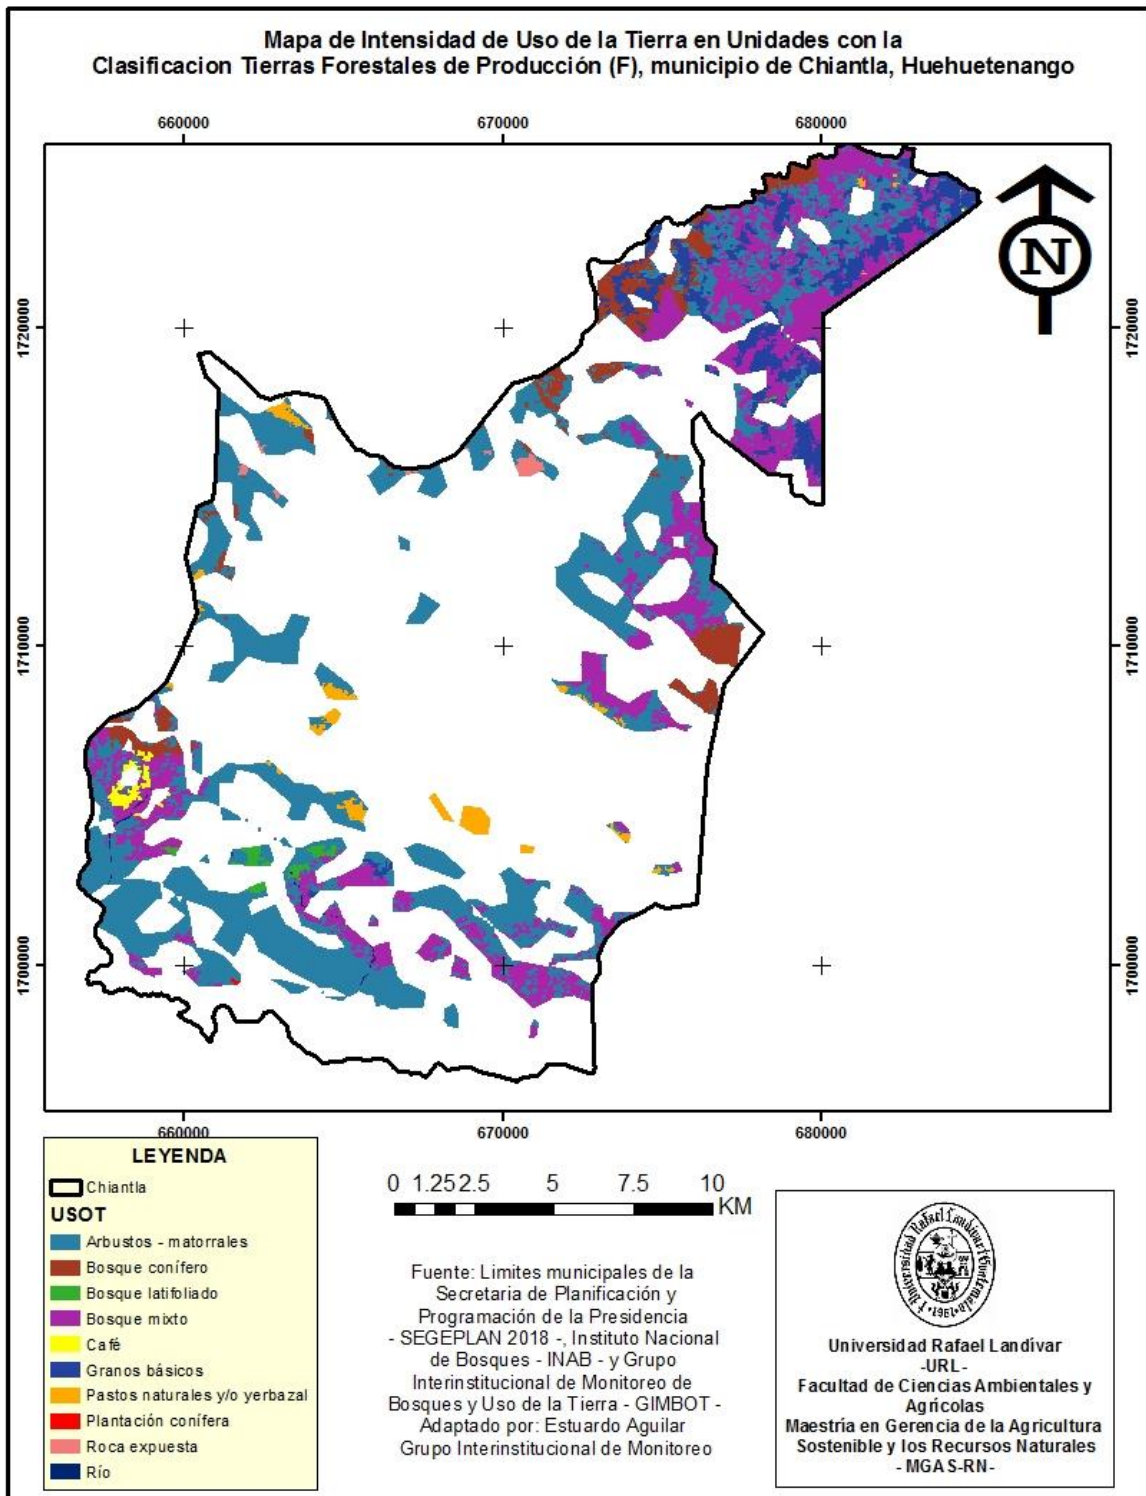 Mapa de Intensidad de Uso de la Tierra en Unidades con la
Clasificacion Tierras Forestales de Producción (F), municipio de Chiantla, Huehuetenango
660000 670000 680000
1720000 1720000
N
1710000 1710000
1700000 1700000
660000 670000 680000
LEYENDA
Chiantla
USOT
Arbustos - matorrales
Bosque conífero
Bosque latifoliado
Bosque mixto
Café
Granos básicos
Pastos naturales y/o yerbazal
Plantación conífera
Roca expuesta
Río
0 1.25 2.5 5 7.5 10
KM
Fuente: Limites municipales de la
Secretaria de Planificación y
Programación de la Presidencia
- SEGEPLAN 2018 -, Instituto Nacional
de Bosques - INAB - y Grupo
Interinstitucional de Monitoreo de
Bosques y Uso de la Tierra - GIMBOT -
Adaptado por: Estuardo Aguilar
Grupo Interinstitucional de Monitoreo
Universidad Rafael Landívar Guatemala
1961
Universidad Rafael Landívar
-URL-
Facultad de Ciencias Ambientales y
Agrícolas
Maestría en Gerencia de la Agricultura
Sostenible y los Recursos Naturales
- MGAS-RN-